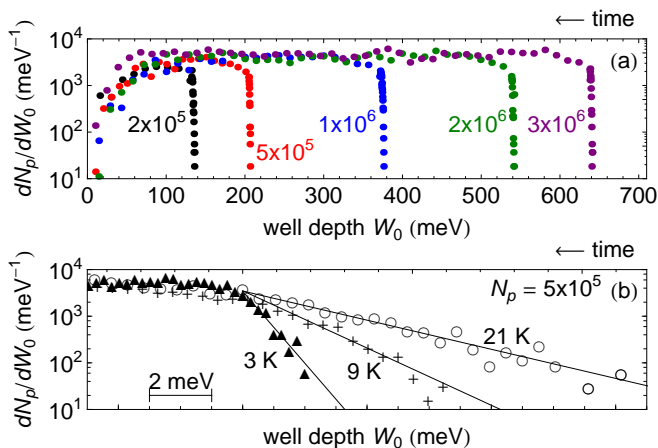 ← time
(a)
dN_p/dW_0 (meV⁻¹)
10⁴
10³
10²
10¹
2x10⁵
5x10⁵
1x10⁶
2x10⁶
3x10⁶
0 100 200 300 400 500 600 700
well depth W_0 (meV)
← time
(b)
dN_p/dW_0 (meV⁻¹)
10⁴
10³
10²
10¹
N_p = 5x10⁵
2 meV
3 K
9 K
21 K
well depth W_0 (meV)